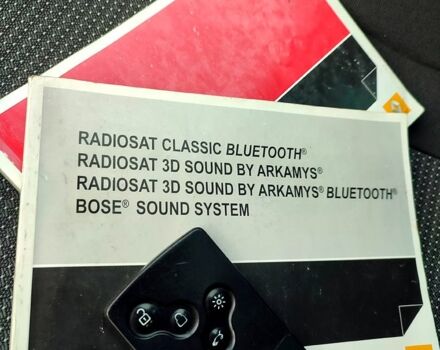 RADIOSAT CLASSIC BLUETOOTH®
RADIOSAT 3D SOUND BY ARKAMYS®
RADIOSAT 3D SOUND BY ARKAMYS® BLUETOOTH®
BOSE® SOUND SYSTEM